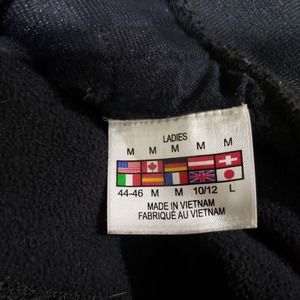 LADIES
M M M M M
44-46 M M 10/12 L
MADE IN VIETNAM
FABRIQUÉ AU VIETNAM